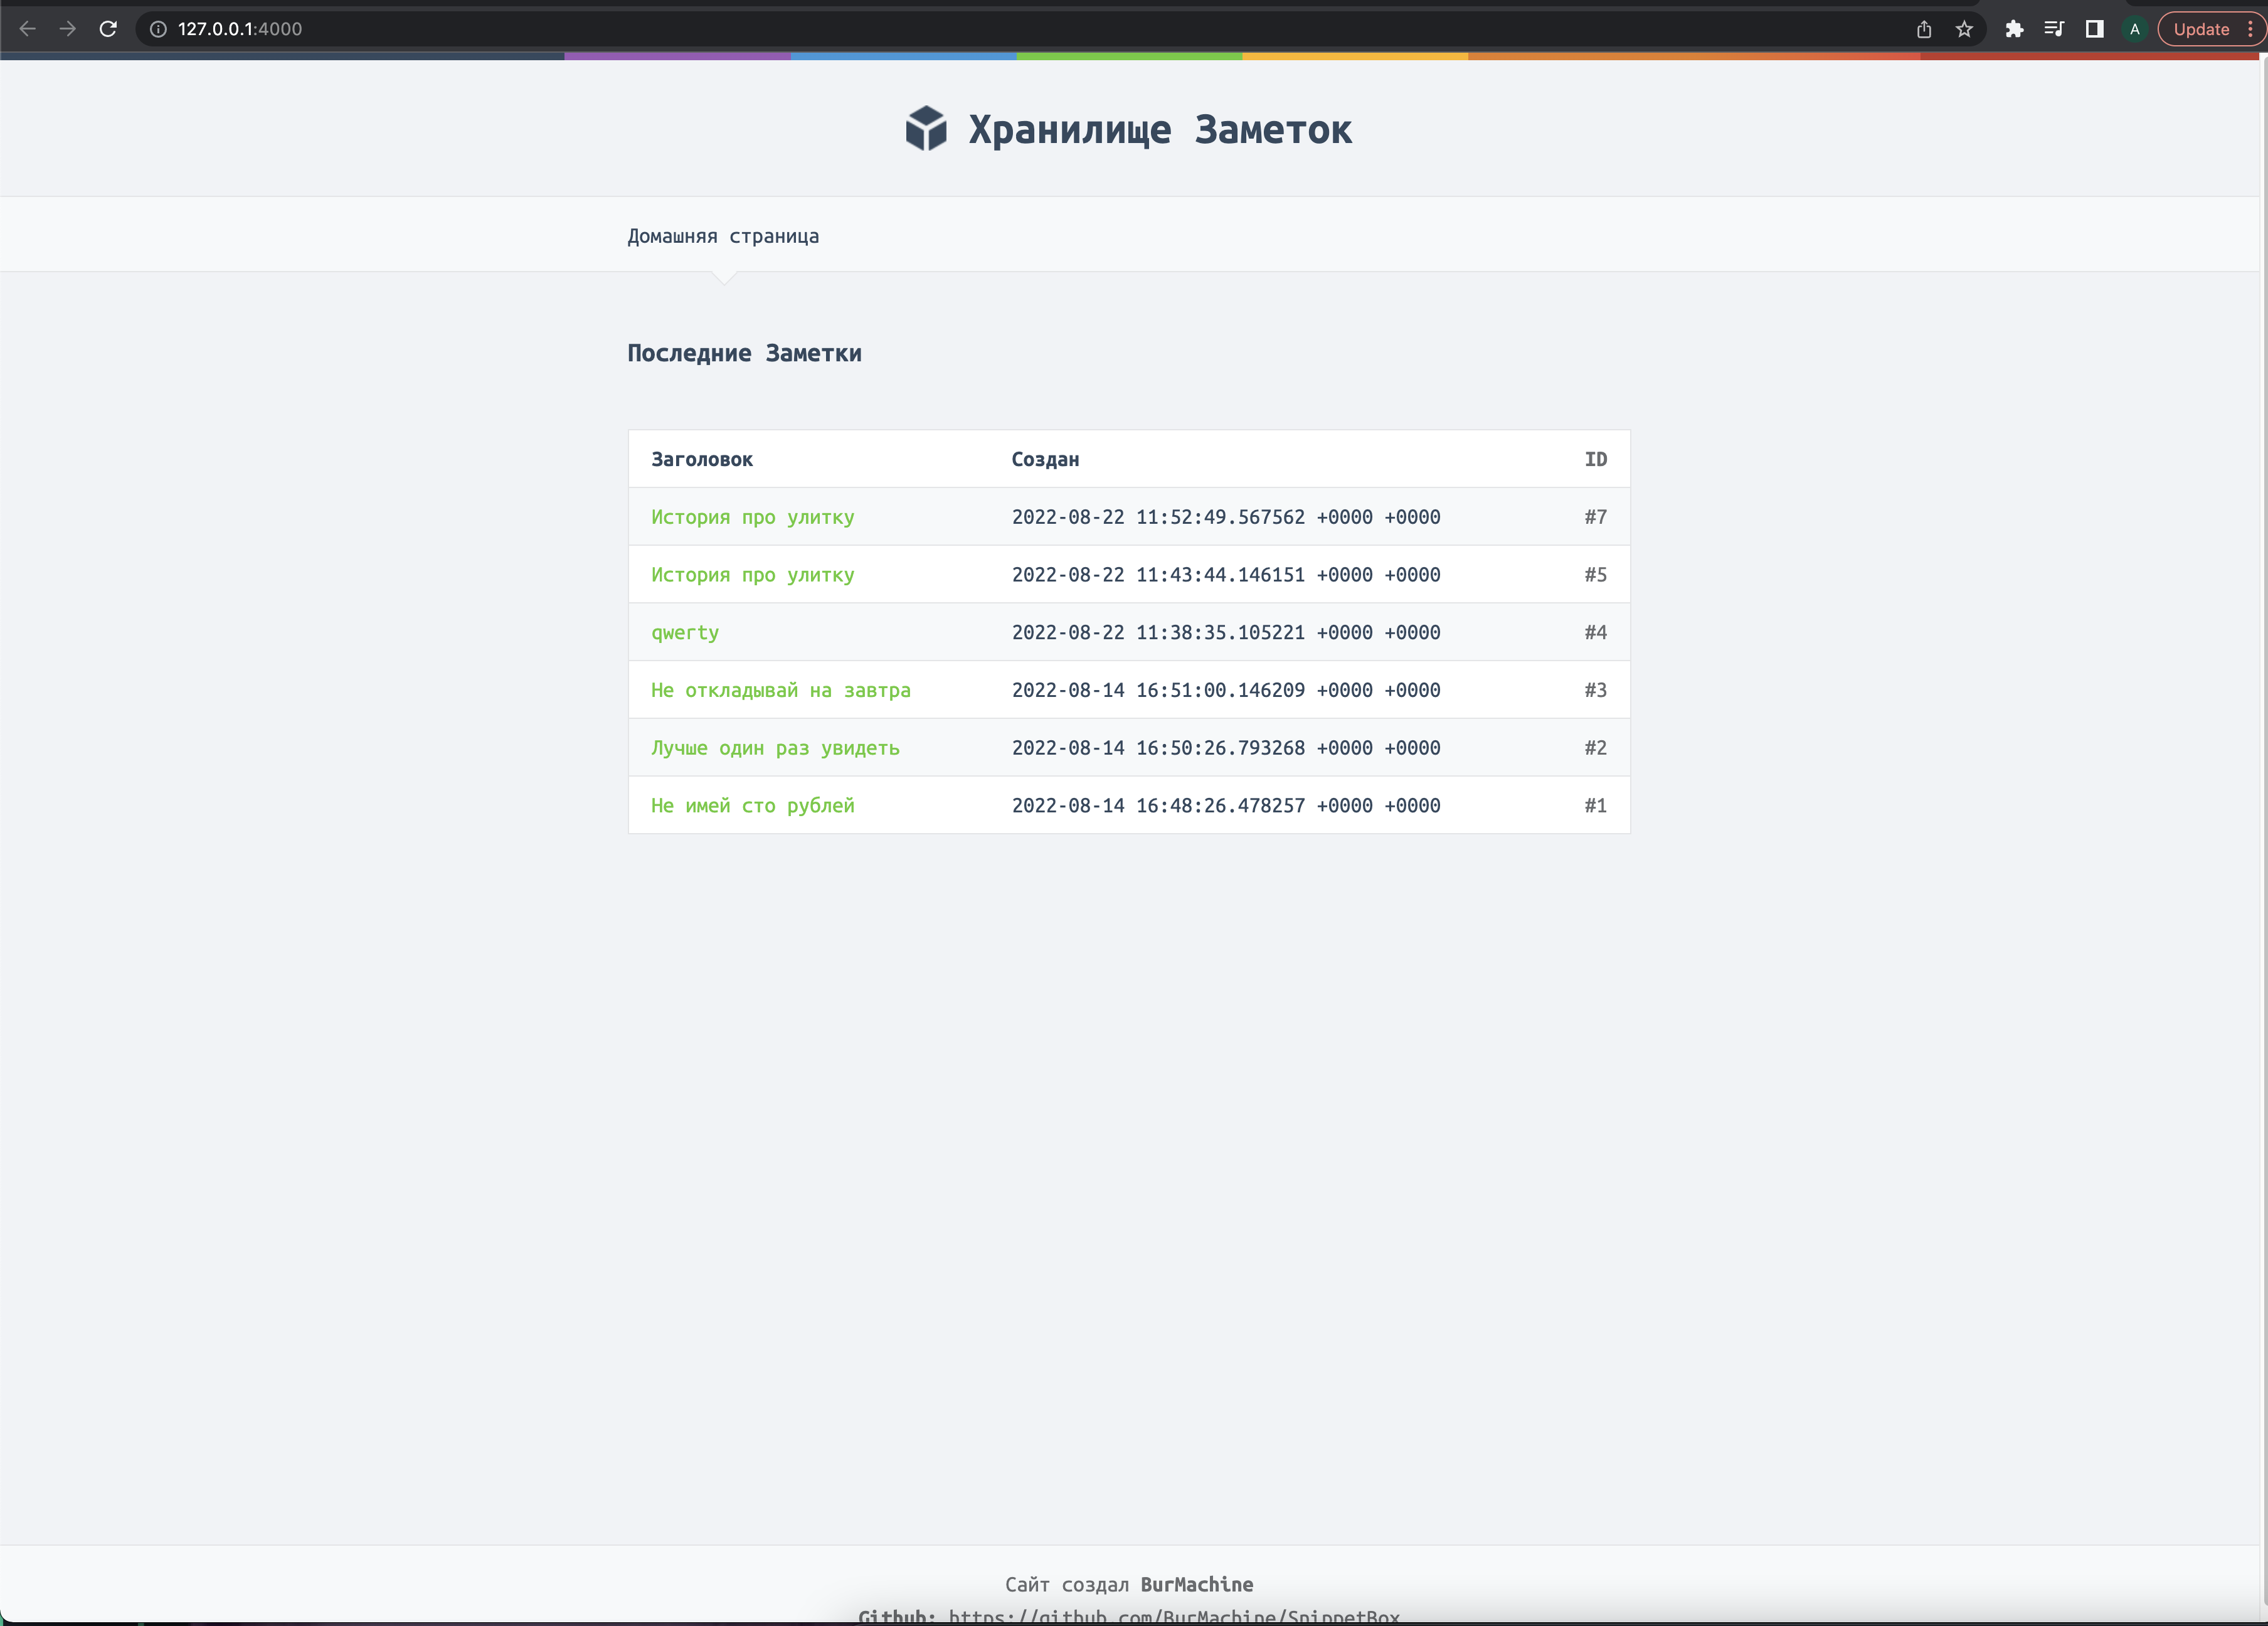 127.0.0.1:4000
A
Update
Хранилище Заметок
Домашняя страница
Последние Заметки
Заголовок Создан ID
История про улитку 2022-08-22 11:52:49.567562 +0000 +0000 #7
История про улитку 2022-08-22 11:43:44.146151 +0000 +0000 #5
qwerty 2022-08-22 11:38:35.105221 +0000 +0000 #4
Не откладывай на завтра 2022-08-14 16:51:00.146209 +0000 +0000 #3
Лучше один раз увидеть 2022-08-14 16:50:26.793268 +0000 +0000 #2
Не имей сто рублей 2022-08-14 16:48:26.478257 +0000 +0000 #1
Сайт создал BurMachine
Github: https://github.com/BurMachine/SnippetBox